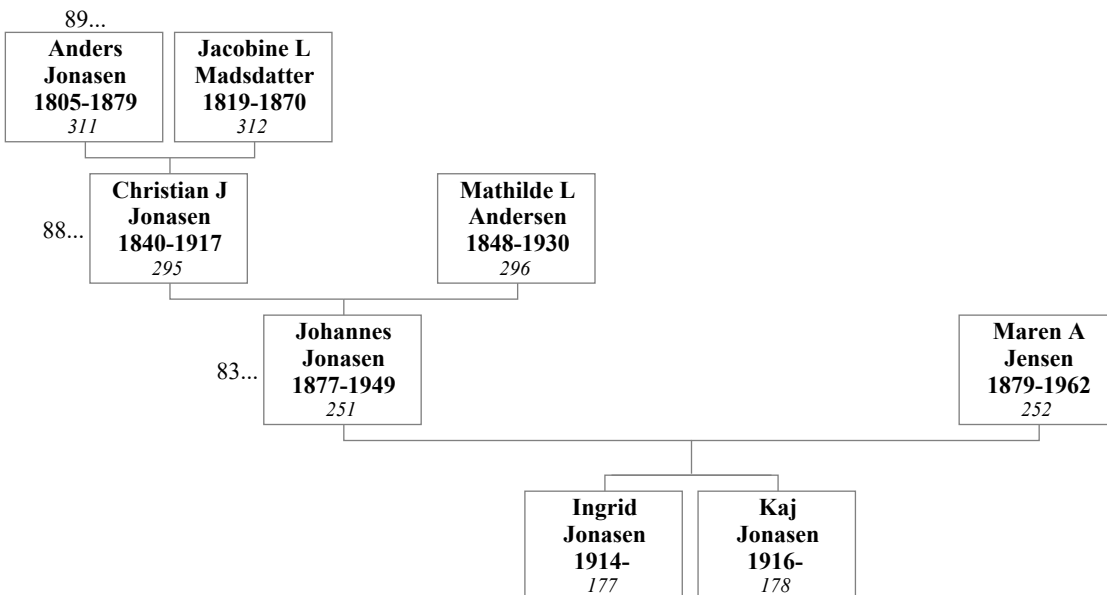 89...
Anders
Jonasen
1805-1879
311
Jacobine L
Madsdatter
1819-1870
312
88...
Christian J
Jonasen
1840-1917
295
Mathilde L
Andersen
1848-1930
296
83...
Johannes
Jonasen
1877-1949
251
Maren A
Jensen
1879-1962
252
Ingrid
Jonasen
1914-
177
Kaj
Jonasen
1916-
178